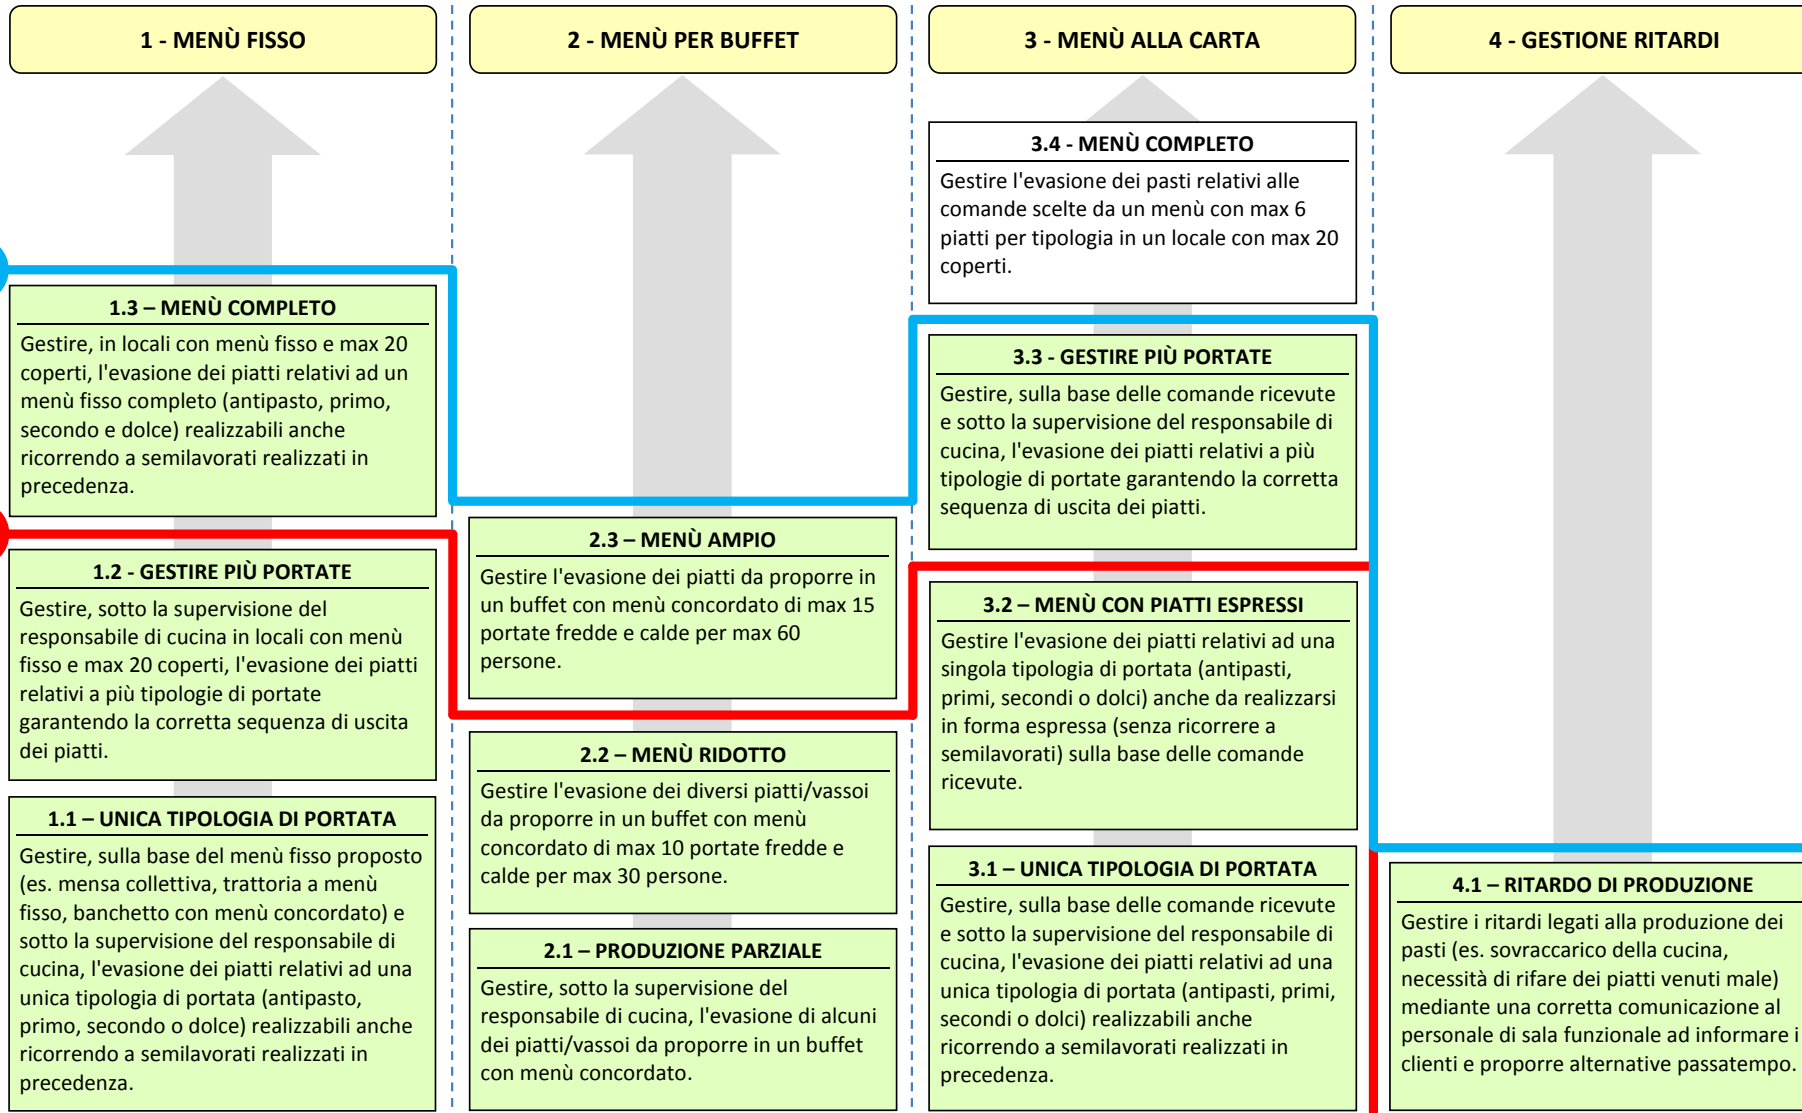 1 - MENÙ FISSO
2 - MENÙ PER BUFFET
3 - MENÙ ALLA CARTA
4 - GESTIONE RITARDI
1.3 – MENÙ COMPLETO
Gestire, in locali con menù fisso e max 20
coperti, l'evasione dei piatti relativi ad un
menù fisso completo (antipasto, primo,
secondo e dolce) realizzabili anche
ricorrendo a semilavorati realizzati in
precedenza.
1.2 - GESTIRE PIÙ PORTATE
Gestire, sotto la supervisione del
responsabile di cucina in locali con menù
fisso e max 20 coperti, l'evasione dei piatti
relativi a più tipologie di portate
garantendo la corretta sequenza di uscita
dei piatti.
1.1 – UNICA TIPOLOGIA DI PORTATA
Gestire, sulla base del menù fisso proposto
(es. mensa collettiva, trattoria a menù
fisso, banchetto con menù concordato) e
sotto la supervisione del responsabile di
cucina, l'evasione dei piatti relativi ad una
unica tipologia di portata (antipasto,
primo, secondo o dolce) realizzabili anche
ricorrendo a semilavorati realizzati in
precedenza.
2.3 – MENÙ AMPIO
Gestire l'evasione dei piatti da proporre in
un buffet con menù concordato di max 15
portate fredde e calde per max 60
persone.
2.2 – MENÙ RIDOTTO
Gestire l'evasione dei diversi piatti/vassoi
da proporre in un buffet con menù
concordato di max 10 portate fredde e
calde per max 30 persone.
2.1 – PRODUZIONE PARZIALE
Gestire, sotto la supervisione del
responsabile di cucina, l'evasione di alcuni
dei piatti/vassoi da proporre in un buffet
con menù concordato.
3.4 - MENÙ COMPLETO
Gestire l'evasione dei pasti relativi alle
comande scelte da un menù con max 6
piatti per tipologia in un locale con max 20
coperti.
3.3 - GESTIRE PIÙ PORTATE
Gestire, sulla base delle comande ricevute
e sotto la supervisione del responsabile di
cucina, l'evasione dei piatti relativi a più
tipologie di portate garantendo la corretta
sequenza di uscita dei piatti.
3.2 – MENÙ CON PIATTI ESPRESSI
Gestire l'evasione dei piatti relativi ad una
singola tipologia di portata (antipasti,
primi, secondi o dolci) anche da realizzarsi
in forma espressa (senza ricorrere a
semilavorati) sulla base delle comande
ricevute.
3.1 – UNICA TIPOLOGIA DI PORTATA
Gestire, sulla base delle comande ricevute
e sotto la supervisione del responsabile di
cucina, l'evasione dei piatti relativi ad una
unica tipologia di portata (antipasti, primi,
secondi o dolci) realizzabili anche
ricorrendo a semilavorati realizzati in
precedenza.
4.1 – RITARDO DI PRODUZIONE
Gestire i ritardi legati alla produzione dei
pasti (es. sovraccarico della cucina,
necessità di rifare dei piatti venuti male)
mediante una corretta comunicazione al
personale di sala funzionale ad informare i
clienti e proporre alternative passatempo.